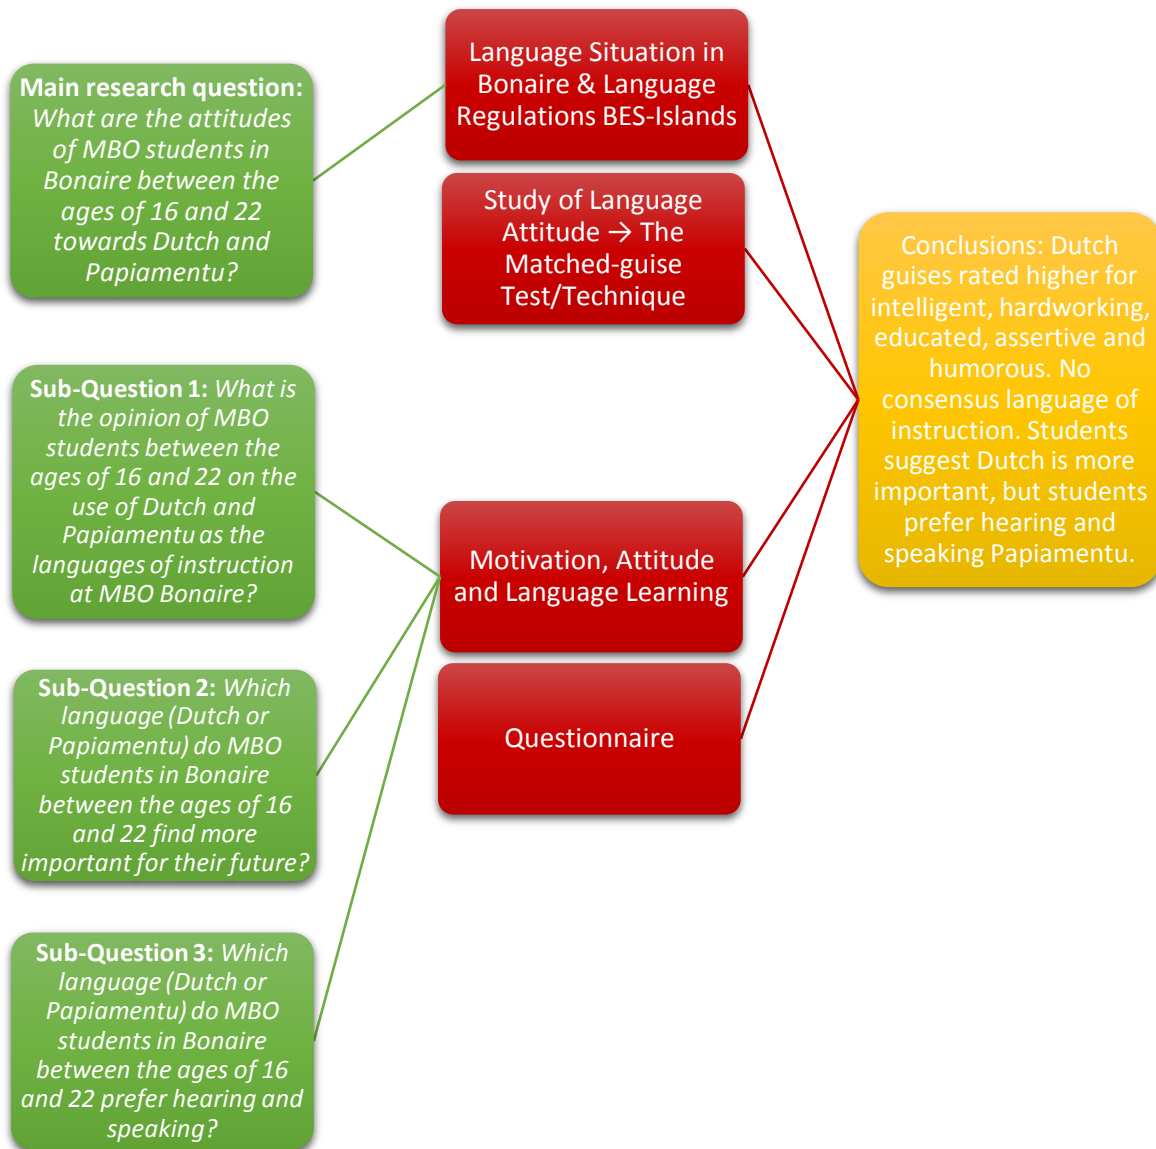 Main research question:
What are the attitudes
of MBO students in
Bonaire between the
ages of 16 and 22
towards Dutch and
Papiamentu?
Sub-Question 1: What is
the opinion of MBO
students between the
ages of 16 and 22 on the
use of Dutch and
Papiamentu as the
languages of instruction
at MBO Bonaire?
Sub-Question 2: Which
language (Dutch or
Papiamentu) do MBO
students in Bonaire
between the ages of 16
and 22 find more
important for their future?
Sub-Question 3: Which
language (Dutch or
Papiamentu) do MBO
students in Bonaire
between the ages of 16
and 22 prefer hearing and
speaking?
Language Situation in
Bonaire & Language
Regulations BES-Islands
Study of Language
Attitude → The
Matched-guise
Test/Technique
Motivation, Attitude
and Language Learning
Questionnaire
Conclusions: Dutch
guises rated higher for
intelligent, hardworking,
educated, assertive and
humorous. No
consensus language of
instruction. Students
suggest Dutch is more
important, but students
prefer hearing and
speaking Papiamentu.